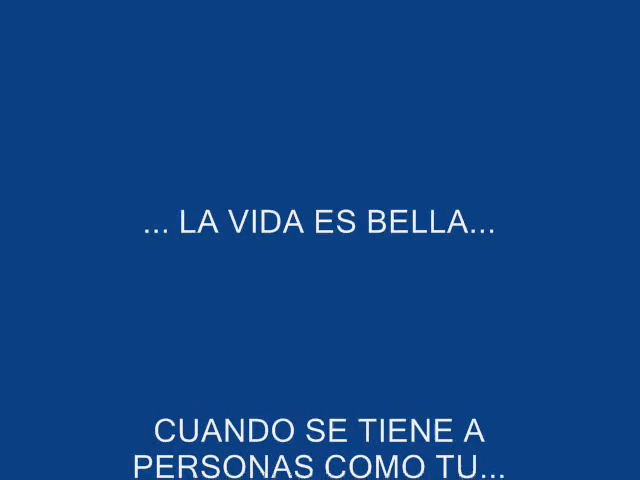 ... LA VIDA ES BELLA...
CUANDO SE TIENE A
PERSONAS COMO TU...